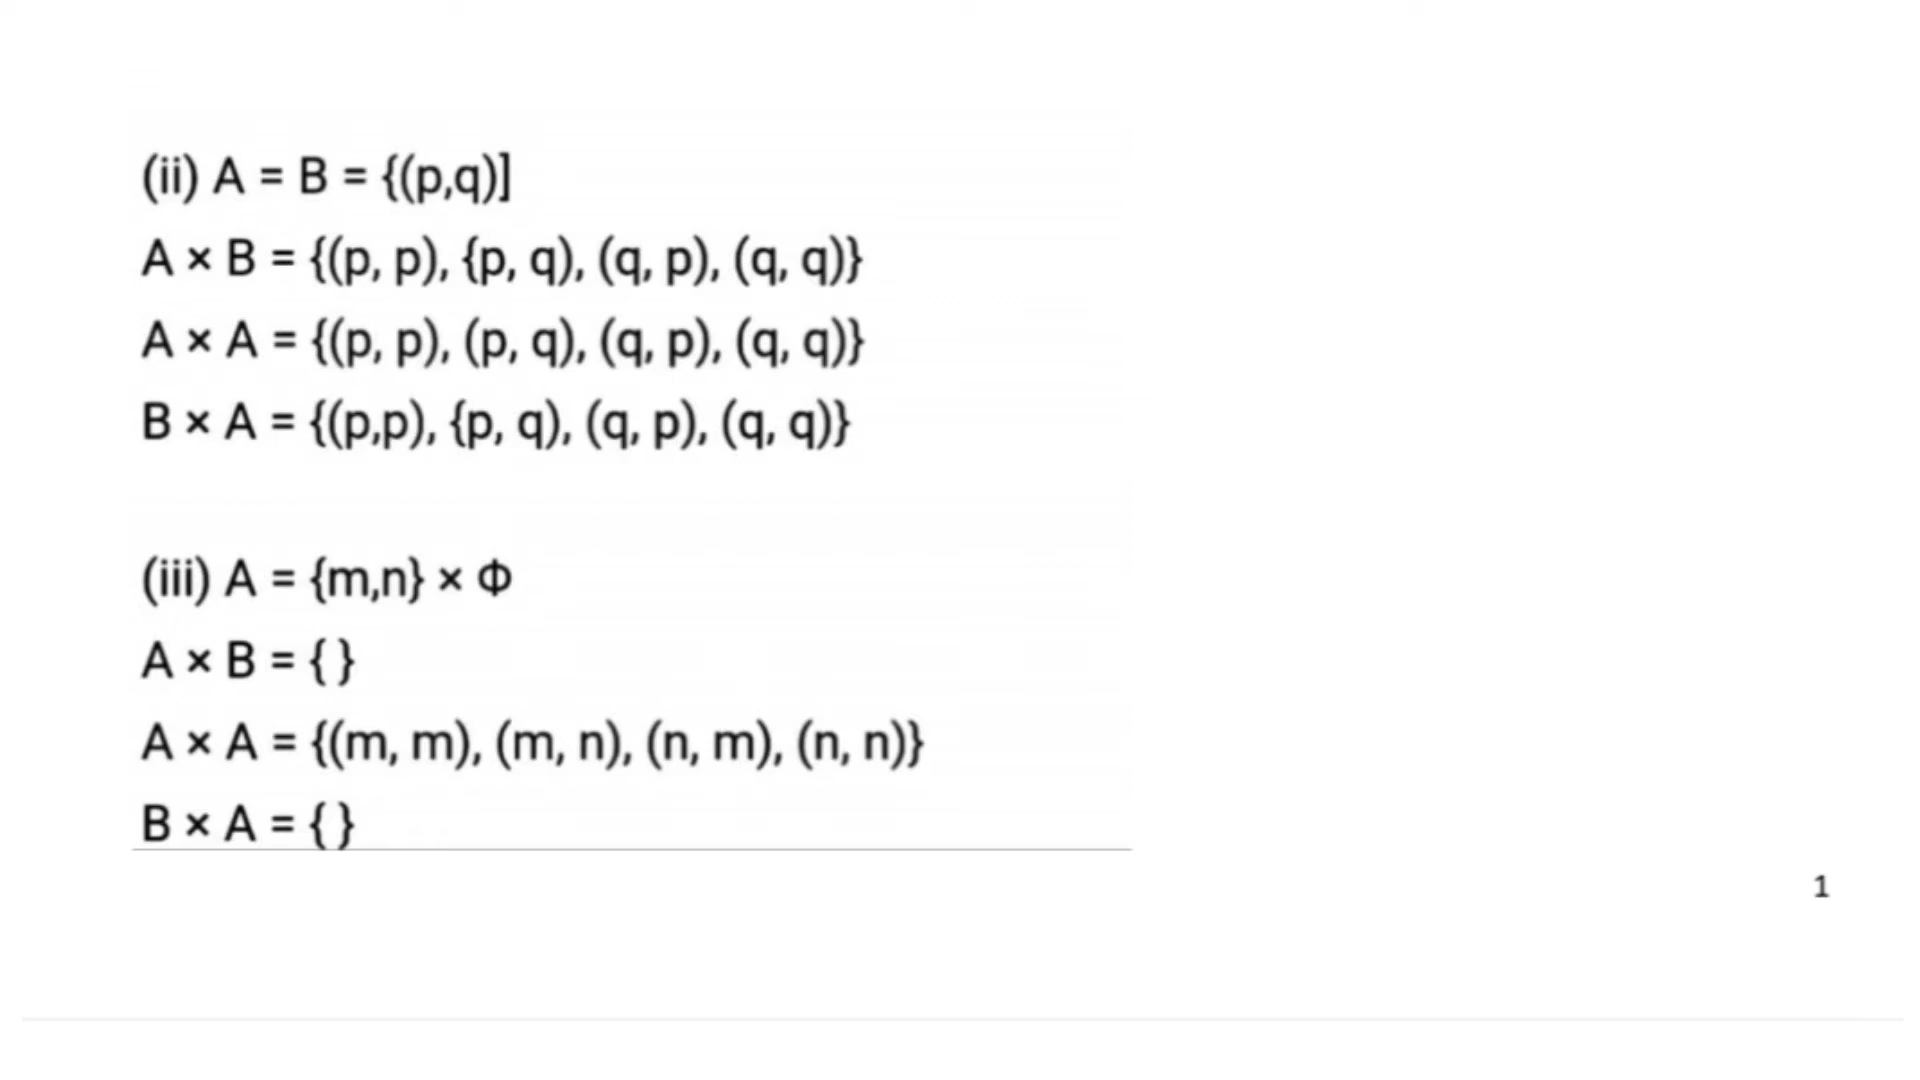 (ii) A = B = {(p,q)]
A × B = {(p, p), {p, q), (q, p), (q, q)}
A × A = {(p, p), (p, q), (q, p), (q, q)}
B × A = {(p,p), {p, q), (q, p), (q, q)}
(iii) A = {m,n} × Φ
A × B = { }
A × A = {(m, m), (m, n), (n, m), (n, n)}
B × A = { }
1